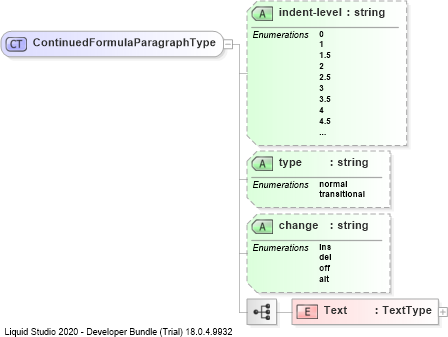 A indent-level : string
Enumerations 0
1
1.5
2
2.5
3
3.5
4
4.5
...
CT ContinuedFormulaParagraphType
A type : string
Enumerations normal
transitional
A change : string
Enumerations ins
del
off
alt
E Text : TextType
Liquid Studio 2020 - Developer Bundle (Trial) 18.0.4.9932